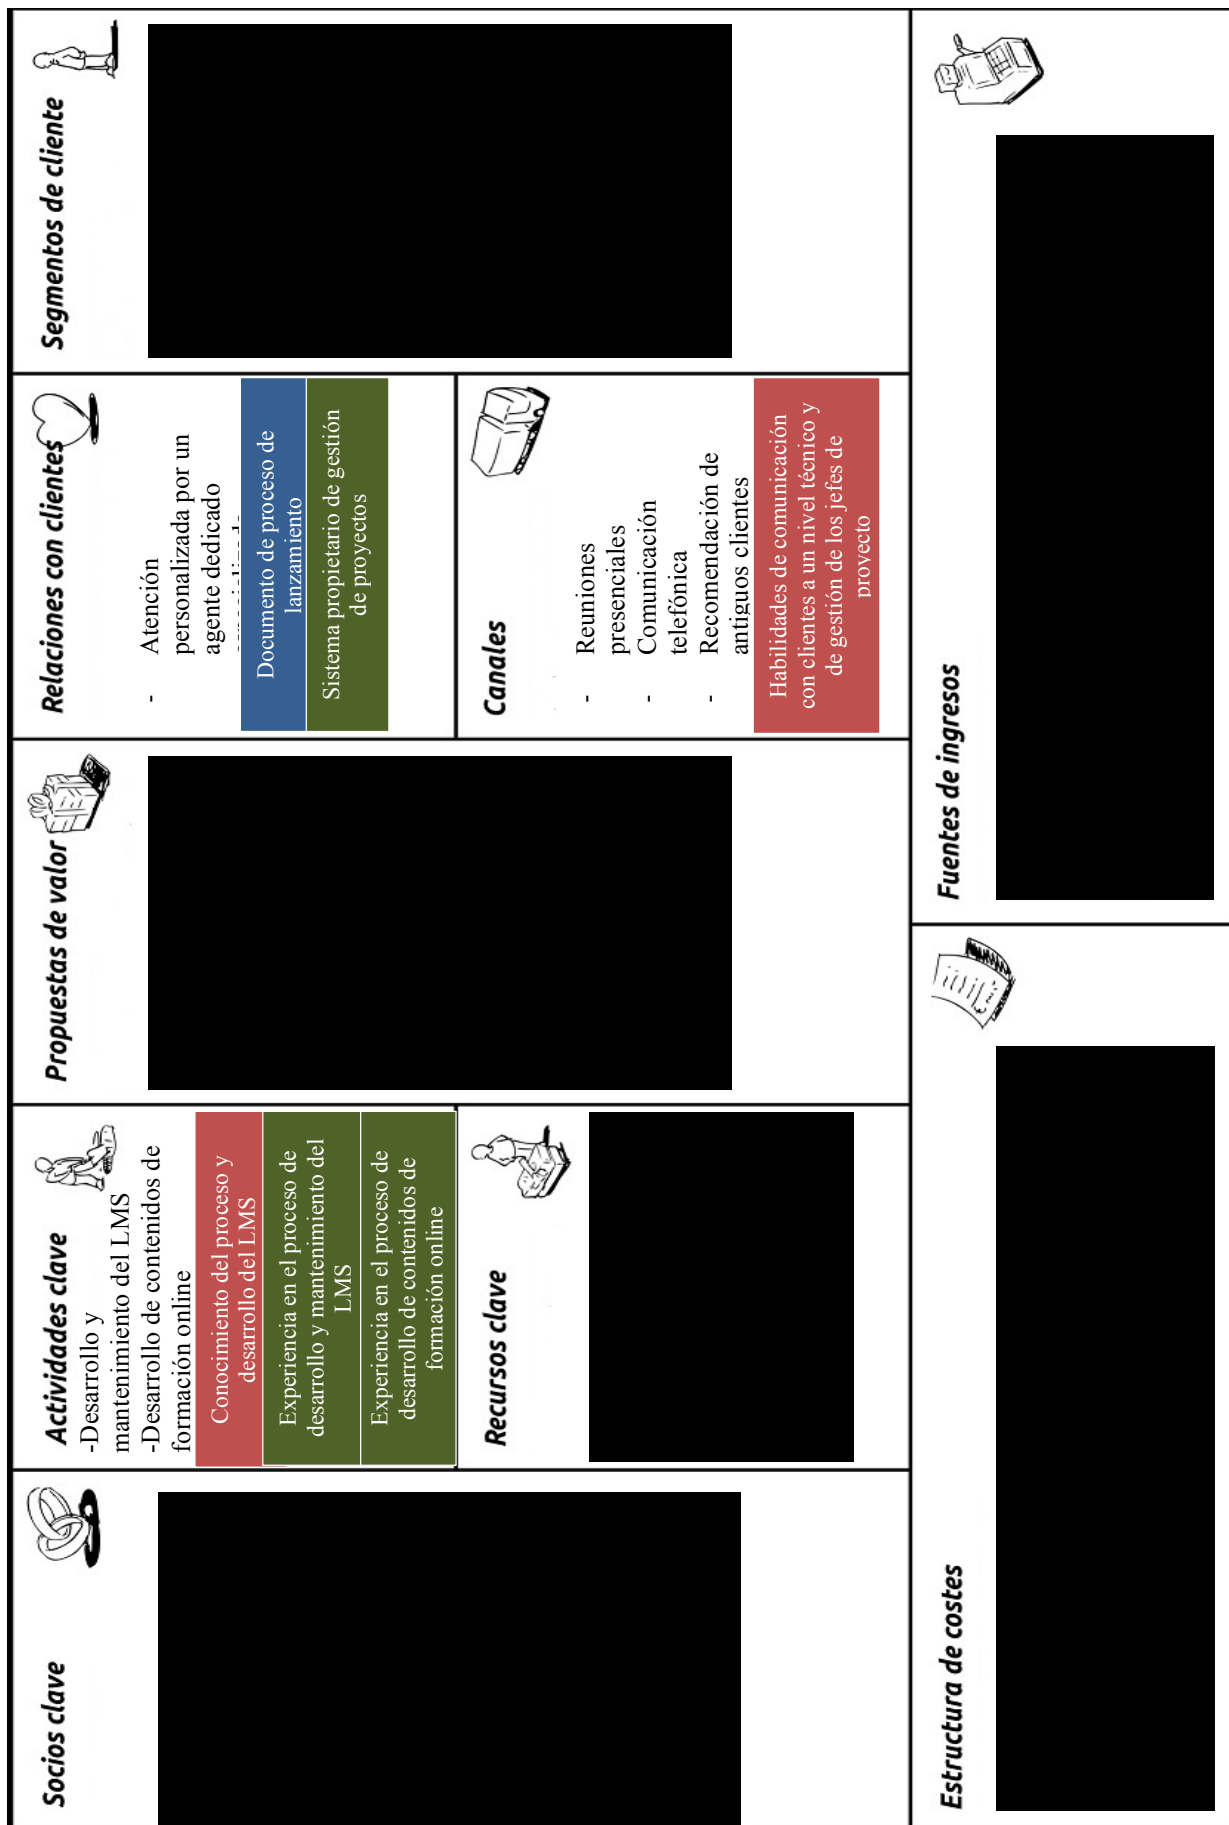 Socios clave
Actividades clave
-Desarrollo y
mantenimiento del LMS
-Desarrollo de contenidos de
formación online
Conocimiento del proceso y
desarrollo del LMS
Experiencia en el proceso de
desarrollo y mantenimiento del
LMS
Experiencia en el proceso de
desarrollo de contenidos de
formación online
Recursos clave
Propuestas de valor
Relaciones con clientes
- Atención
personalizada por un
agente dedicado
Documento de proceso de
lanzamiento
Sistema propietario de gestión
de proyectos
Canales
- Reuniones
presenciales
- Comunicación
telefónica
- Recomendación de
antiguos clientes
Habilidades de comunicación
con clientes a un nivel técnico y
de gestión de los jefes de
proyecto
Segmentos de cliente
Estructura de costes
Fuentes de ingresos